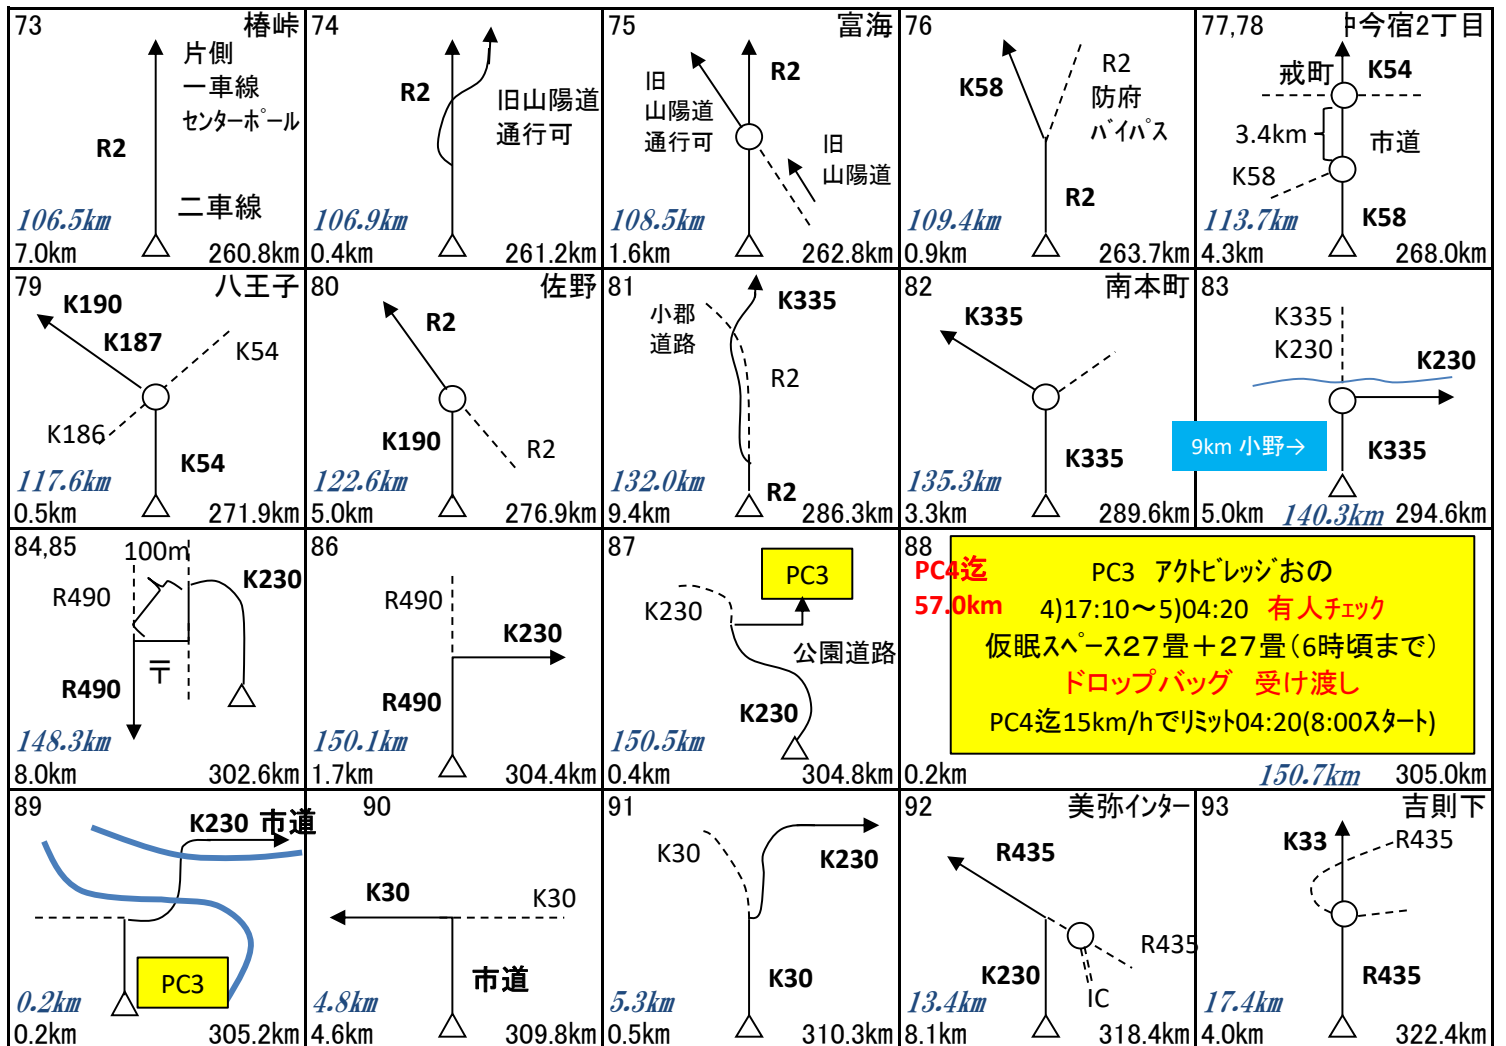 73 椿峠
片側
一車線
センターポール
R2
二車線
106.5km
7.0km 260.8km
74
R2
旧山陽道
通行可
106.9km
0.4km 261.2km
75 富海
R2
旧
山陽道
通行可
旧
山陽道
108.5km
1.6km 262.8km
76
K58
R2
防府
バイパス
R2
109.4km
0.9km 263.7km
77,78 今宿2丁目
戎町 K54
3.4km 市道
K58
K58
113.7km
4.3km 268.0km
79 八王子
K190
K187
K54
K186
K54
117.6km
0.5km 271.9km
80 佐野
R2
K190
R2
122.6km
5.0km 276.9km
81
K335
小郡
道路
R2
R2
132.0km
9.4km 286.3km
82 南本町
K335
K335
135.3km
3.3km 289.6km
83
K335
K230
K230
9km 小野→
K335
5.0km 140.3km 294.6km
84,85
100m
R490
K230
〒
R490
148.3km
8.0km 302.6km
86
R490
K230
R490
150.1km
1.7km 304.4km
87
PC3
K230
公園道路
K230
150.5km
0.4km 304.8km
88
PC4迄
57.0km
PC3 アクトビレッジおの
4)17:10～5)04:20 有人チェック
仮眠スペース27畳＋27畳(6時頃まで)
ドロップバッグ 受け渡し
PC4迄15km/hでリミット04:20(8:00スタート)
0.2km 150.7km 305.0km
89
K230 市道
PC3
0.2km
0.2km 305.2km
90
K30
K30
市道
4.8km
4.6km 309.8km
91
K30
K230
K30
5.3km
0.5km 310.3km
92 美弥インター
R435
R435
K230
IC
13.4km
8.1km 318.4km
93 吉則下
K33
R435
R435
17.4km
4.0km 322.4km